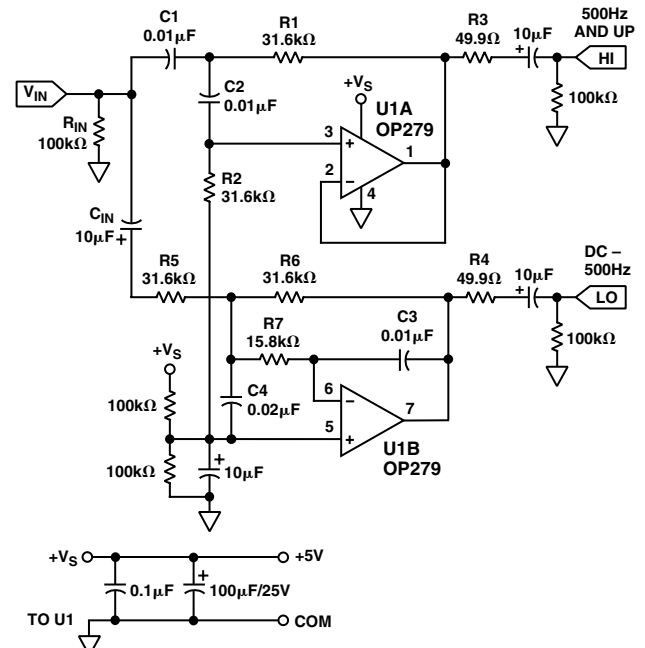 C1
0.01µF
R1
31.6kΩ
R3
49.9Ω
10µF
+
500Hz
AND UP
HI
VIN
RIN
100kΩ
C2
0.01µF
+VS
U1A
OP279
100kΩ
3
+
1
2
−
4
R2
31.6kΩ
CIN
10µF
+
R5
31.6kΩ
R6
31.6kΩ
R4
49.9Ω
10µF
+
DC –
500Hz
LO
R7
15.8kΩ
C3
0.01µF
100kΩ
+VS
100kΩ
C4
0.02µF
6
−
7
5
+
U1B
OP279
100kΩ
+
10µF
+VS
+5V
0.1µF
+
100µF/25V
TO U1
COM